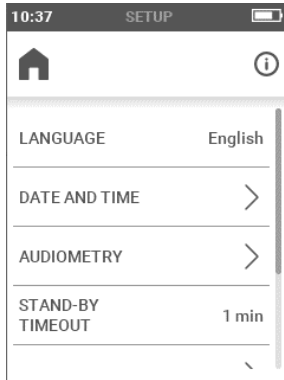 10:37 SETUP
LANGUAGE English
DATE AND TIME
AUDIOMETRY
STAND-BY
TIMEOUT 1 min